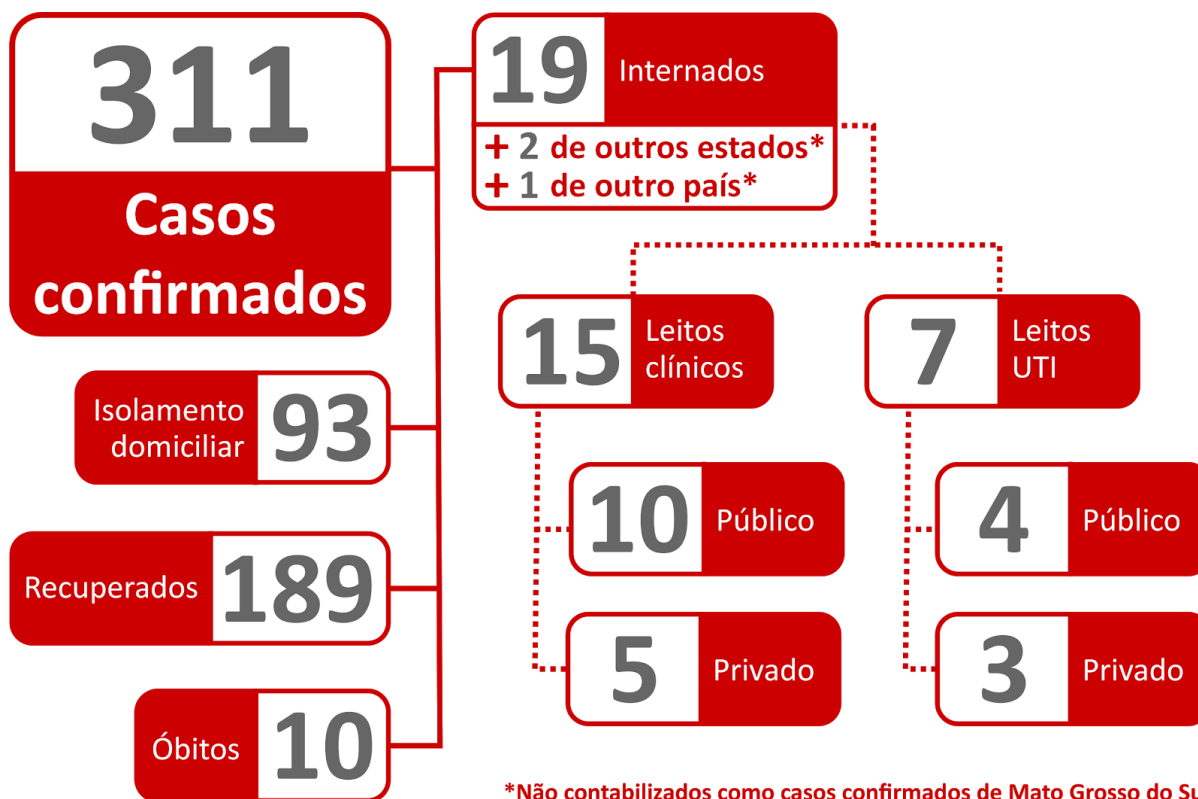 311
Casos
confirmados
19
Internados
+ 2 de outros estados*
+ 1 de outro país*
Isolamento
domiciliar
93
Recuperados
189
Óbitos
10
15
Leitos
clínicos
10
Público
5
Privado
7
Leitos
UTI
4
Público
3
Privado
*Não contabilizados como casos confirmados de Mato Grosso do Su